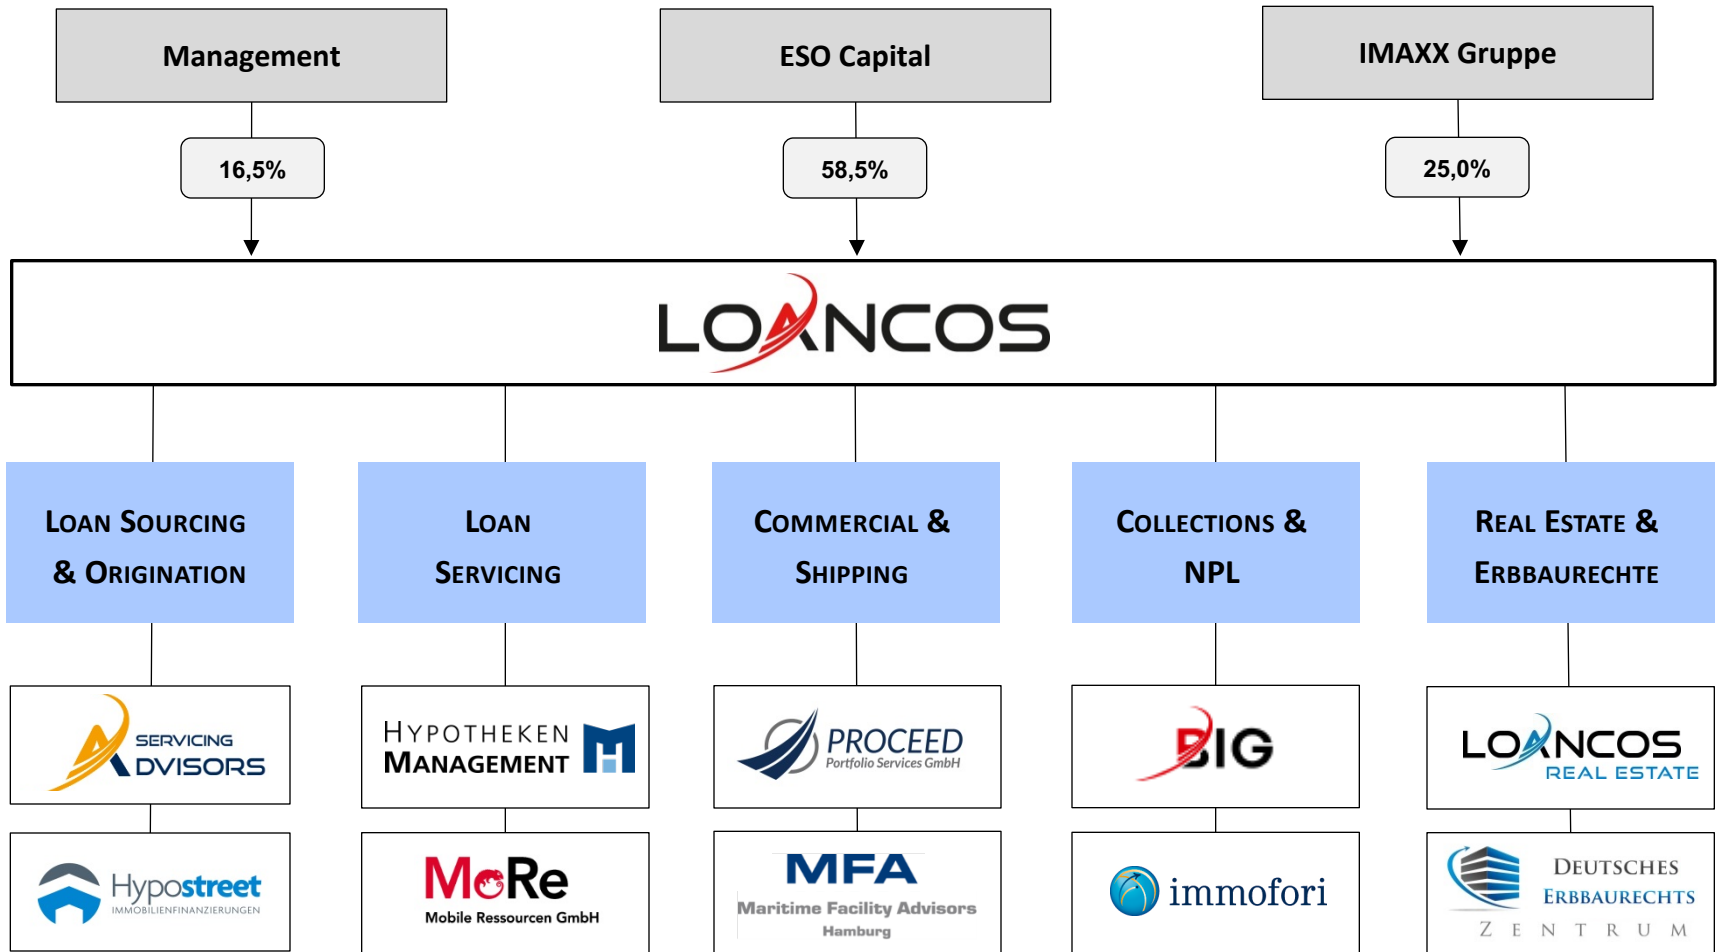 Management
ESO Capital
IMAXX Gruppe
16,5%
58,5%
25,0%
LOANCOS
LOAN SOURCING
& ORIGINATION
LOAN
SERVICING
COMMERCIAL &
SHIPPING
COLLECTIONS &
NPL
REAL ESTATE &
ERBBAURECHTE
SERVICING
ADVISORS
HYPOTHEKEN
MANAGEMENT
PROCEED
Portfolio Services GmbH
BIG
LOANCOS
REAL ESTATE
Hypostreet
IMMOBILIENFINANZIERUNGEN
MoRe
Mobile Ressourcen GmbH
MFA
Maritime Facility Advisors
Hamburg
immofori
DEUTSCHES
ERBBAURECHTS
ZENTRUM